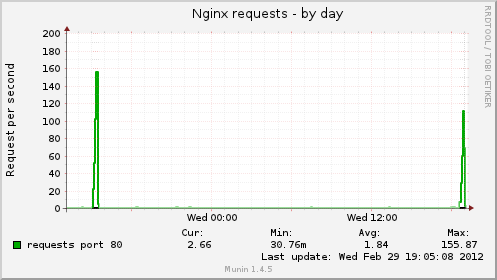 Nginx requests - by day
RRDTOOL / TOBI OETIKER
Request per second
200
180
160
140
120
100
80
60
40
20
0
Wed 00:00 Wed 12:00
Cur: Min: Avg: Max:
requests port 80 2.66 30.76m 1.84 155.87
Last update: Wed Feb 29 19:05:08 2012
Munin 1.4.5